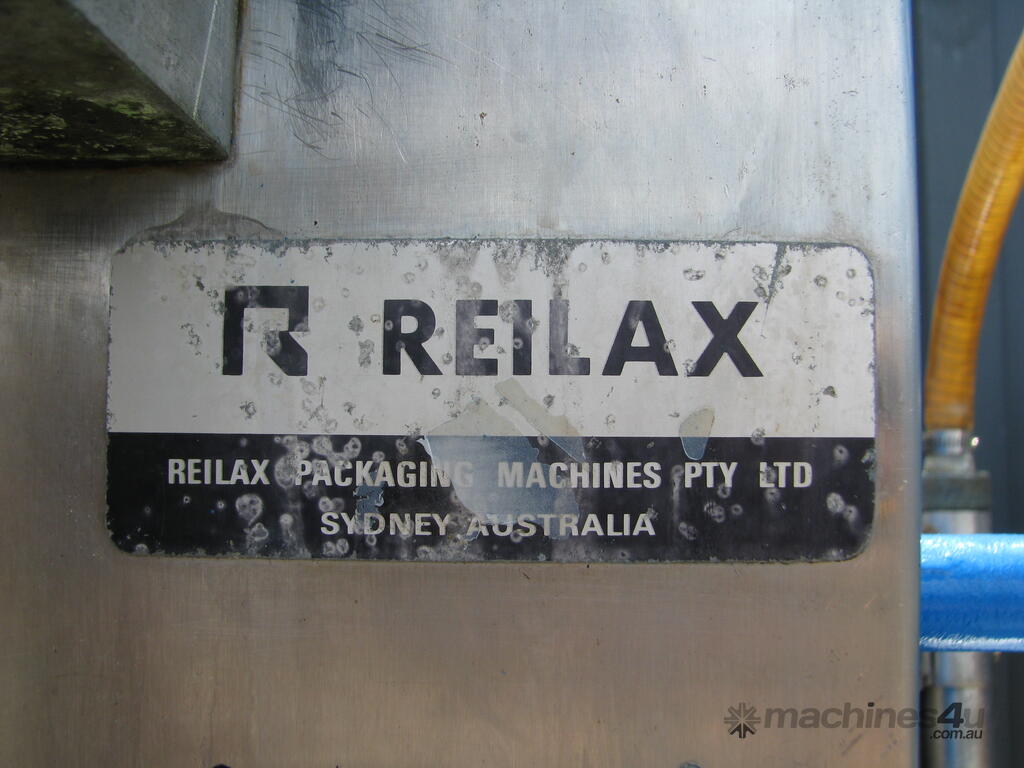 R REILAX
REILAX PACKAGING MACHINES PTY LTD
SYDNEY AUSTRALIA
machines4u
.com.au